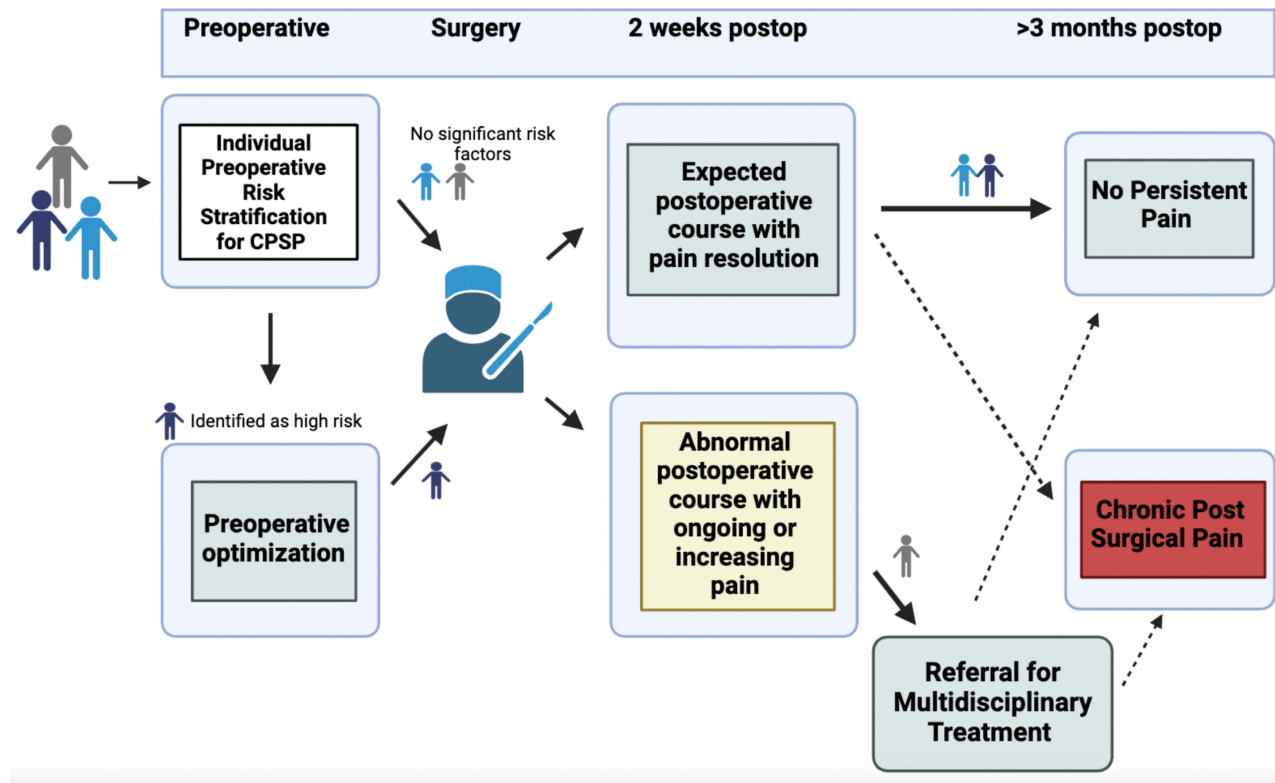 Preoperative
Surgery
2 weeks postop
>3 months postop
Individual
Preoperative
Risk
Stratification
for CPSP
No significant risk
factors
Expected
postoperative
course with
pain resolution
No Persistent
Pain
Identified as high risk
Preoperative
optimization
Abnormal
postoperative
course with
ongoing or
increasing
pain
Chronic Post
Surgical Pain
Referral for
Multidisciplinary
Treatment